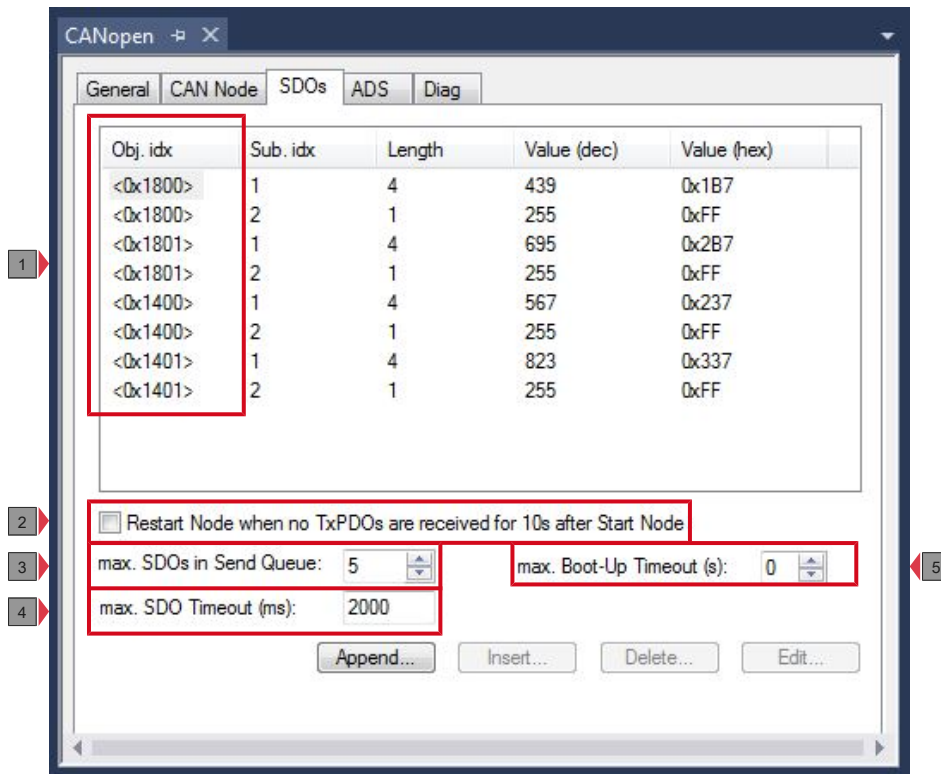 CANopen
General CAN Node SDOs ADS Diag
Obj. idx Sub. idx Length Value (dec) Value (hex)
<0x1800> 1 4 439 0x1B7
<0x1800> 2 1 255 0xFF
<0x1801> 1 4 695 0x2B7
<0x1801> 2 1 255 0xFF
<0x1400> 1 4 567 0x237
<0x1400> 2 1 255 0xFF
<0x1401> 1 4 823 0x337
<0x1401> 2 1 255 0xFF
1
2 Restart Node when no TxPDOs are received for 10s after Start Node
3 max. SDOs in Send Queue: 5 max. Boot-Up Timeout (s): 0 5
4 max. SDO Timeout (ms): 2000
Append... Insert... Delete... Edit...